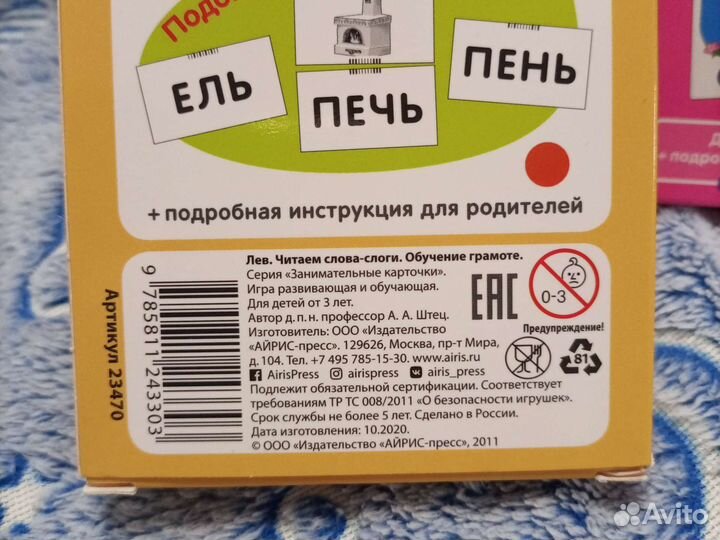 ЕЛЬ
ПЕЧЬ
ПЕНЬ
+ подробная инструкция для родителей
Артикул 23470
9 785811 243303
Лев. Читаем слова-слоги. Обучение грамоте.
Серия «Занимательные карточки».
Игра развивающая и обучающая.
Для детей от 3 лет.
Автор д. п. н. профессор А. А. Штец.
Изготовитель: ООО «Издательство
«АЙРИС-пресс». 129626, Москва, пр-т Мира,
д. 104. Тел. +7 495 785-15-30. www.airis.ru
AirisPress airispress airis_press
Подлежит обязательной сертификации. Соответствует
требованиям ТР ТС 008/2011 «О безопасности игрушек».
Срок службы не более 5 лет. Сделано в России.
Дата изготовления: 10.2020.
© ООО «Издательство «АЙРИС-пресс», 2011
EAC
0-3
Предупреждение!
81
Avito